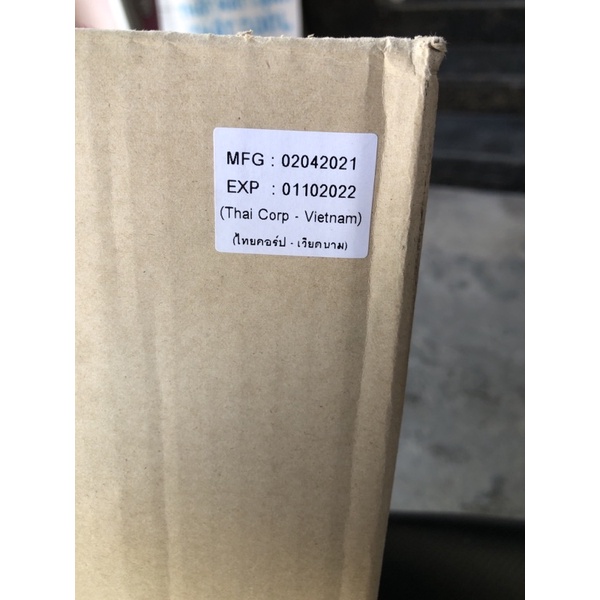 MFG : 02042021
EXP : 01102022
(Thai Corp - Vietnam)
(ไทยคอร์ป - เวียดนาม)